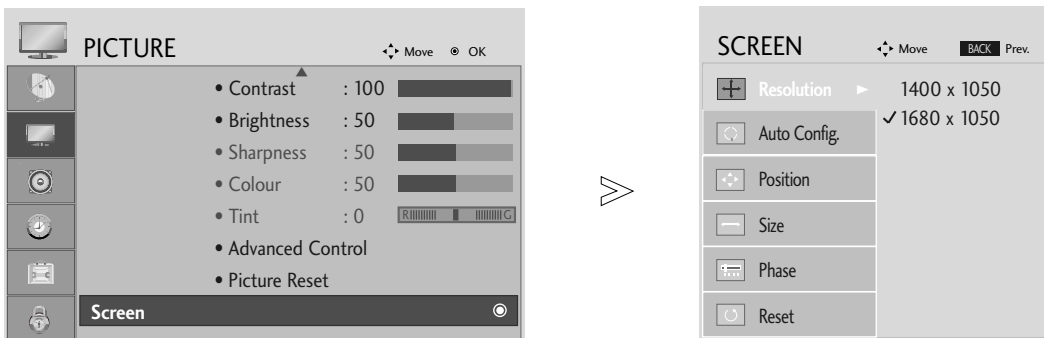 PICTURE Move OK
• Contrast : 100
• Brightness : 50
• Sharpness : 50
• Colour : 50
• Tint : 0 R G
• Advanced Control
• Picture Reset
Screen
SCREEN Move BACK Prev.
Resolution ► 1400 x 1050
✓ 1680 x 1050
Auto Config.
Position
Size
Phase
Reset